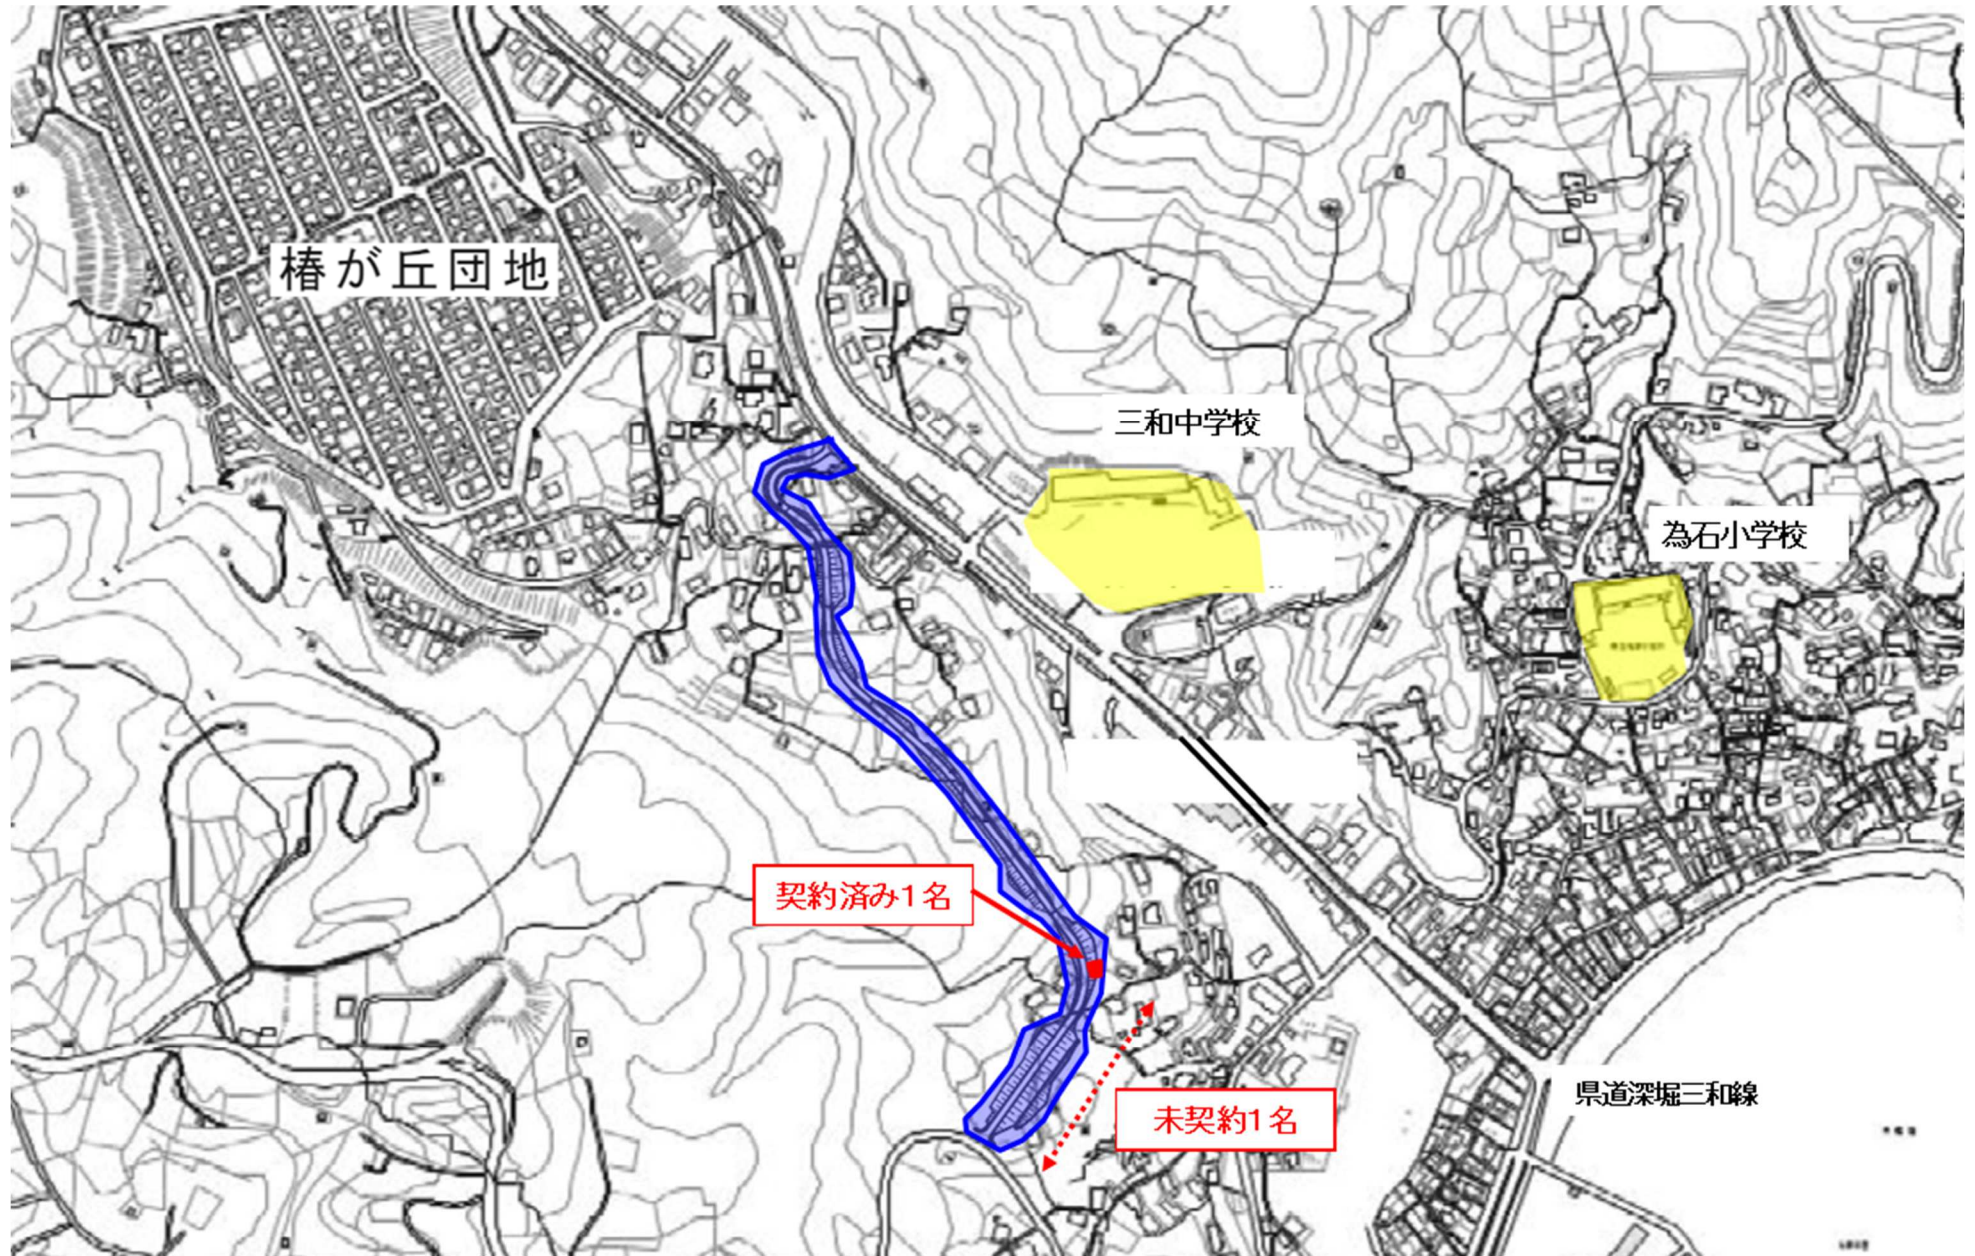 椿が丘団地
三和中学校
為石小学校
契約済み1名
未契約1名
県道深堀三和線